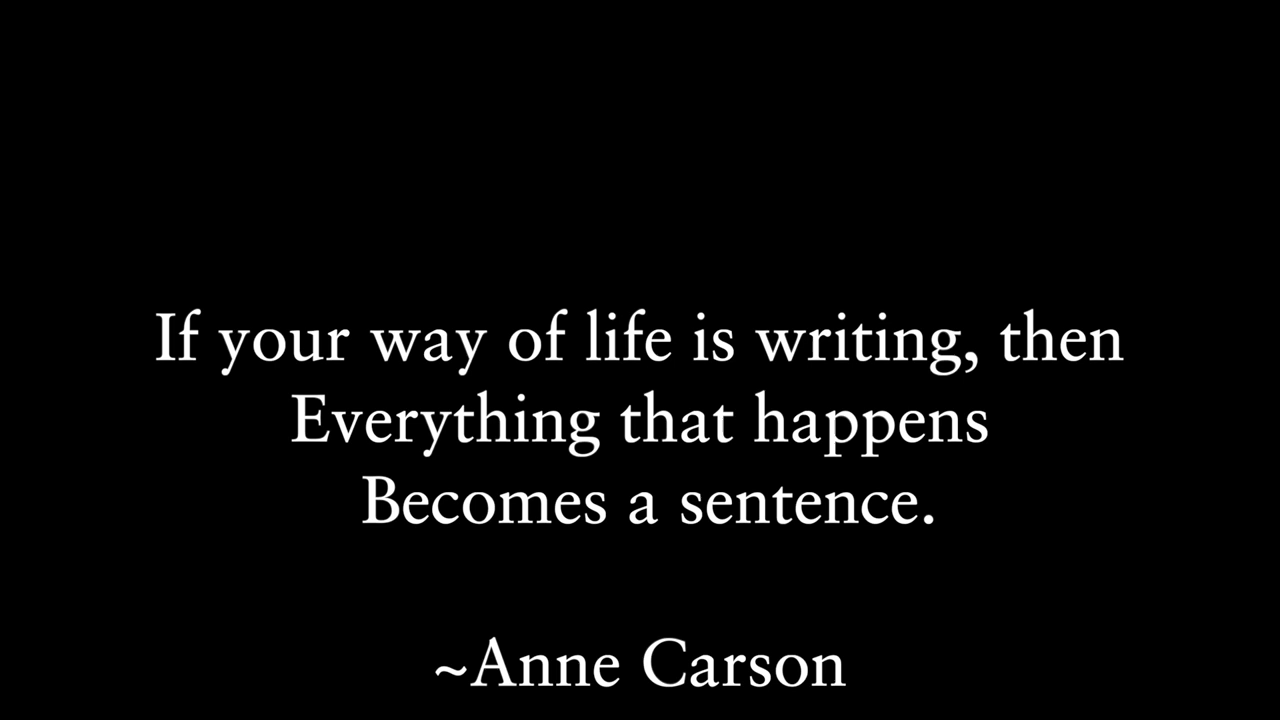 If your way of life is writing, then
Everything that happens
Becomes a sentence.
~Anne Carson